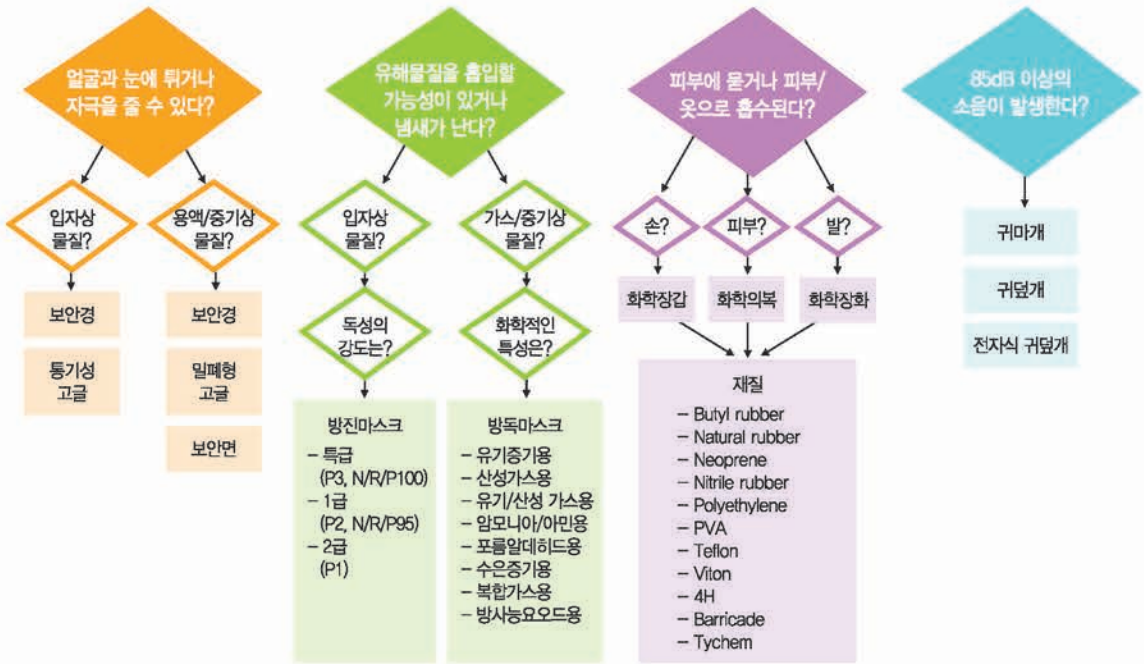 얼굴과 눈에 튀거나
자극을 줄 수 있다?
입자상
물질?
용액/증기상
물질?
보안경
통기성
고글
보안경
밀폐형
고글
보안면
유해물질을 흡입할
가능성이 있거나
냄새가 난다?
입자상
물질?
가스/증기상
물질?
독성의
강도는?
화학적인
특성은?
방진마스크
– 특급
(P3, N/R/P100)
– 1급
(P2, N/R/P95)
– 2급
(P1)
방독마스크
– 유기증기용
– 산성가스용
– 유기/산성 가스용
– 암모니아/아민용
– 포름알데히드용
– 수은증기용
– 복합가스용
– 방사능요오드용
피부에 묻거나 피부/
옷으로 흡수된다?
손?
피부?
발?
화학장갑
화학의복
화학장화
재질
– Butyl rubber
– Natural rubber
– Neoprene
– Nitrile rubber
– Polyethylene
– PVA
– Teflon
– Viton
– 4H
– Barricade
– Tychem
85dB 이상의
소음이 발생한다?
귀마개
귀덮개
전자식 귀덮개